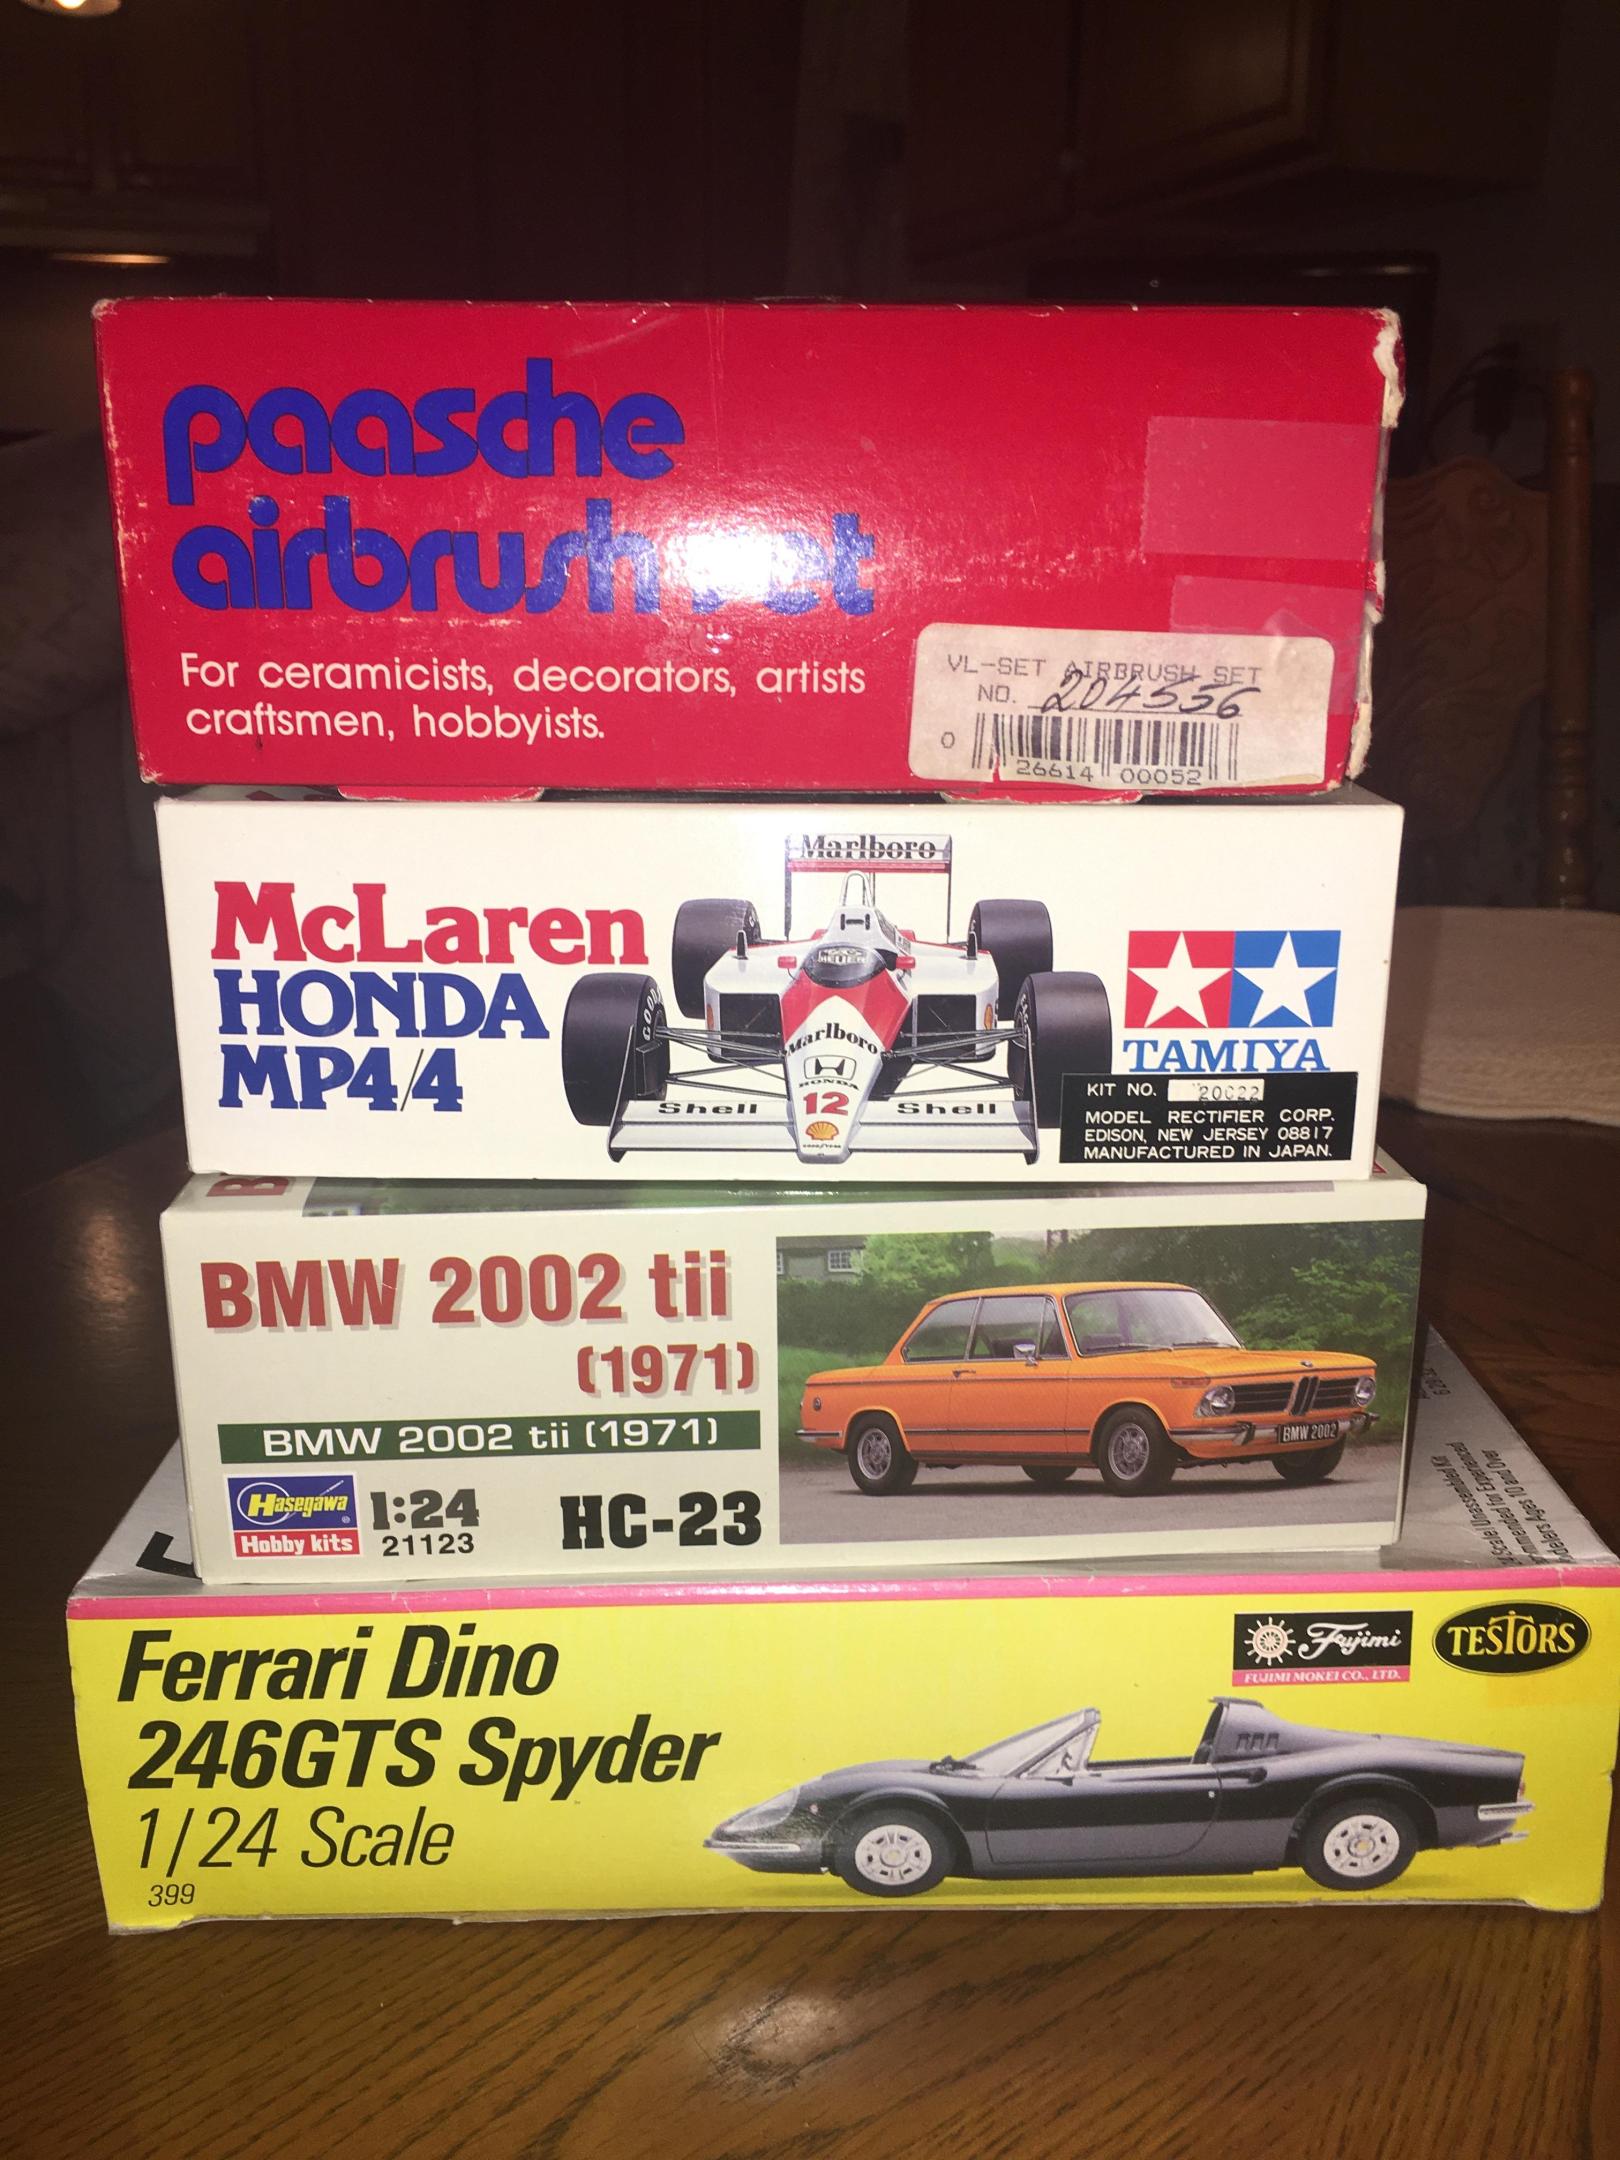 paasche
airbrush set
For ceramicists, decorators, artists
craftsmen, hobbyists.
VL-SET AIRBRUSH SET
NO. 204556
0 26614 00052
McLaren
HONDA
MP4/4
Marlboro
HEUER
Marlboro
HONDA
Shell 12 Shell
TAMIYA
KIT NO. 20022
MODEL RECTIFIER CORP.
EDISON, NEW JERSEY 08817
MANUFACTURED IN JAPAN.
BMW 2002 tii
(1971)
BMW 2002 tii (1971)
Hasegawa
Hobby kits
1:24
21123
HC-23
BMW 2002
Ferrari Dino
246GTS Spyder
1/24 Scale
399
Fujimi
FUJIMI MOKEI CO., LTD.
TESTORS